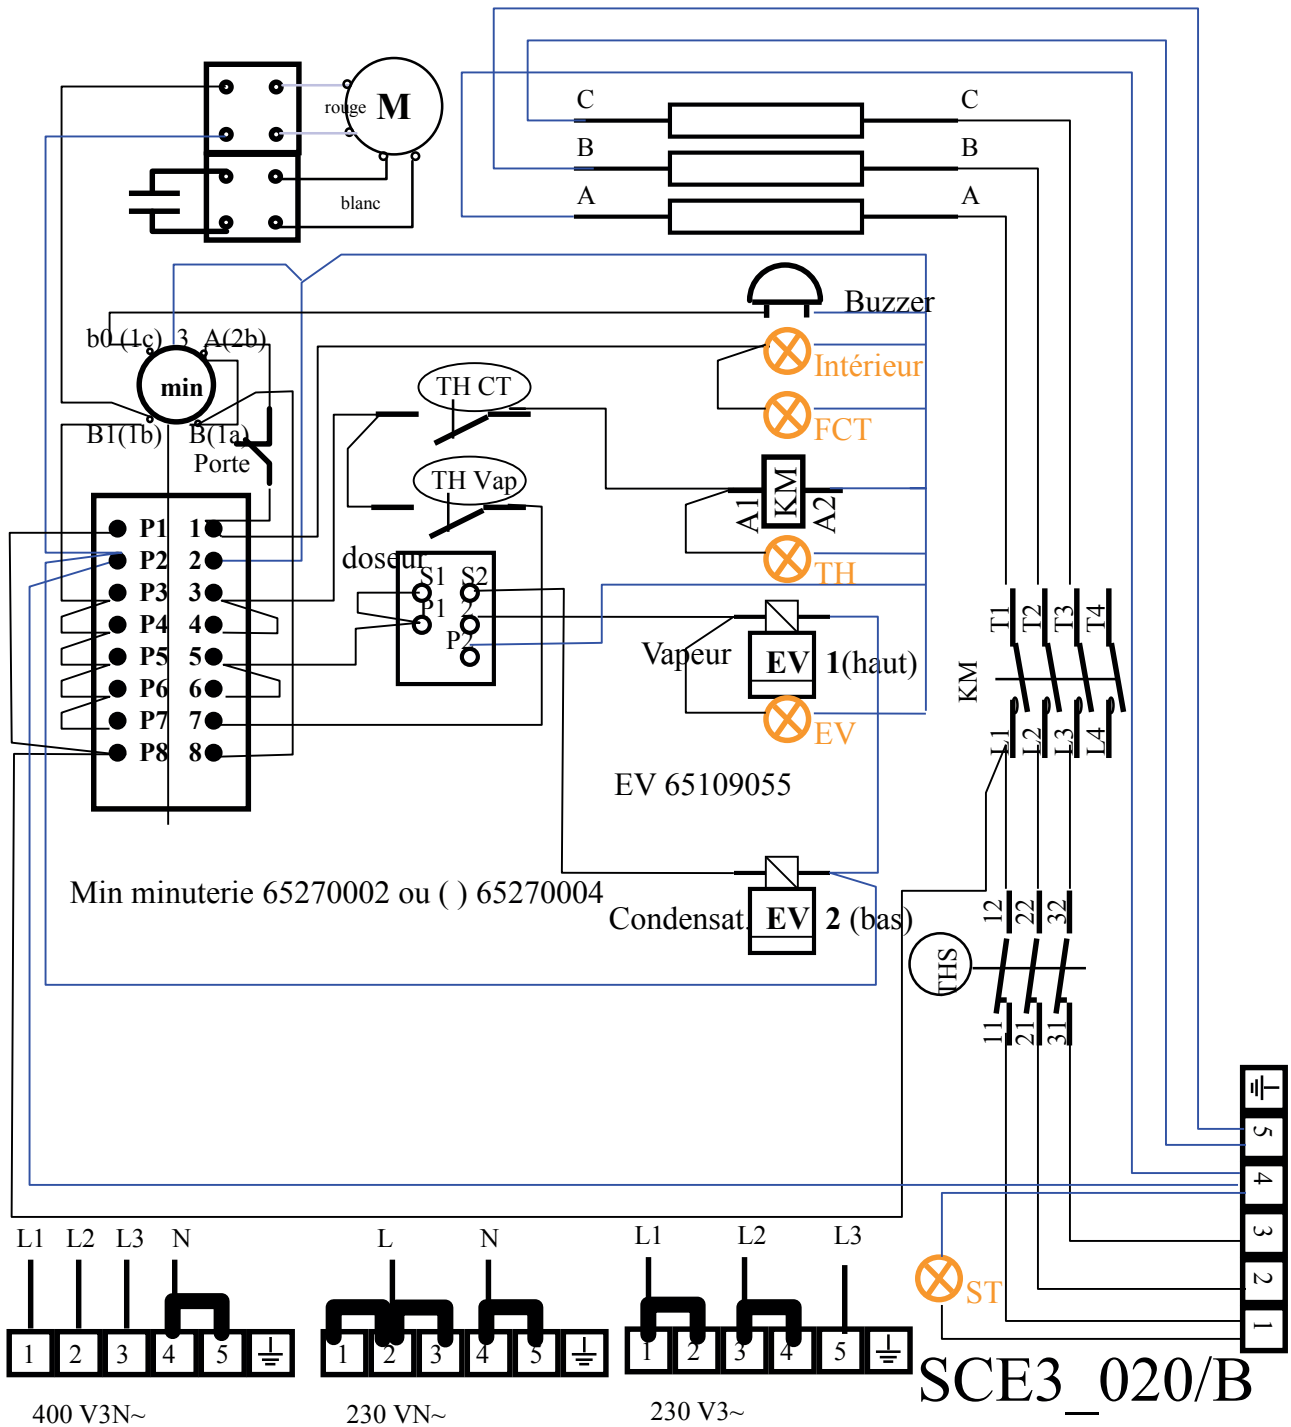 C C
rouge M
B B
A A
blanc
Buzzer
b0 (1c) 3 A(2b)
min
Intérieur
TH CT
FCT
B1(1b) B(1a)
Porte
TH Vap
KM
A1 A2
P1 1
P2 2
P3 3
P4 4
P5 5
P6 6
P7 7
P8 8
doseur
S1 S2
P1 2
P2
TH
T1 T2 T3 T4
Vapeur EV 1(haut)
KM
EV
L1 L2 L3 L4
EV 65109055
Min minuterie 65270002 ou ( ) 65270004
Condensat. EV 2 (bas)
12 22 32
THS
11 21 31
5
4
3
2
1
ST
L1 L2 L3 N
1 2 3 4 5
400 V3N~
L N
1 2 3 4 5
230 VN~
L1 L2 L3
1 2 3 4 5
230 V3~
SCE3_020/B